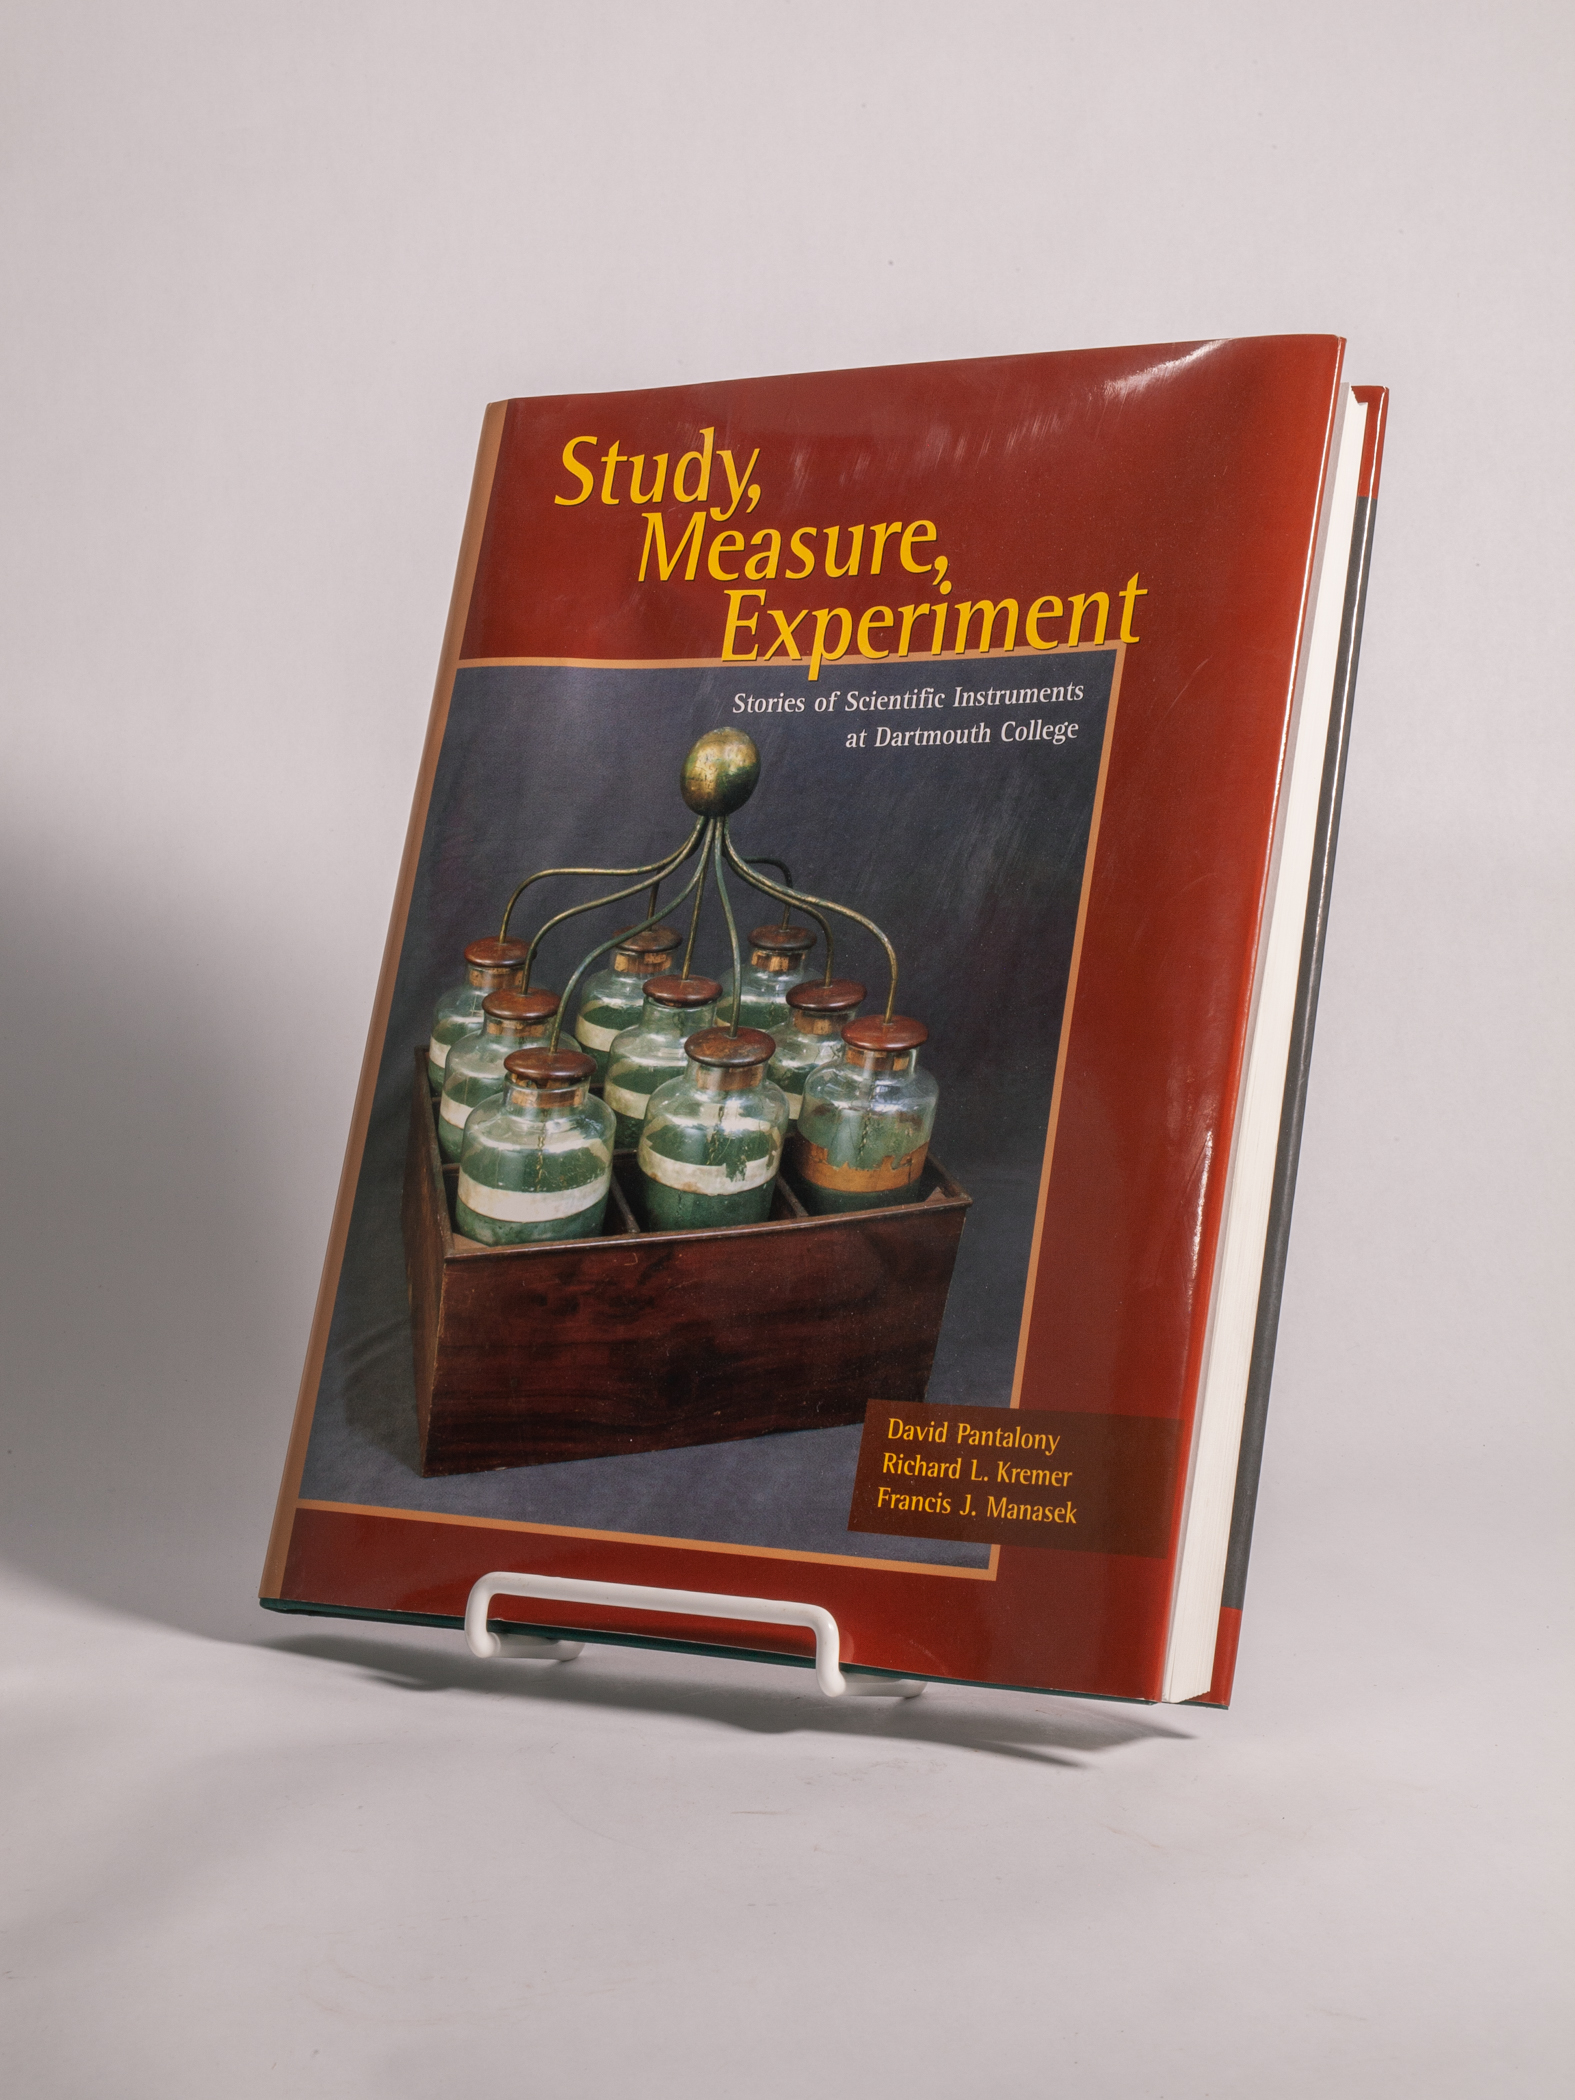 Study,
Measure,
Experiment
Stories of Scientific Instruments
at Dartmouth College
David Pantalony
Richard L. Kremer
Francis J. Manasek